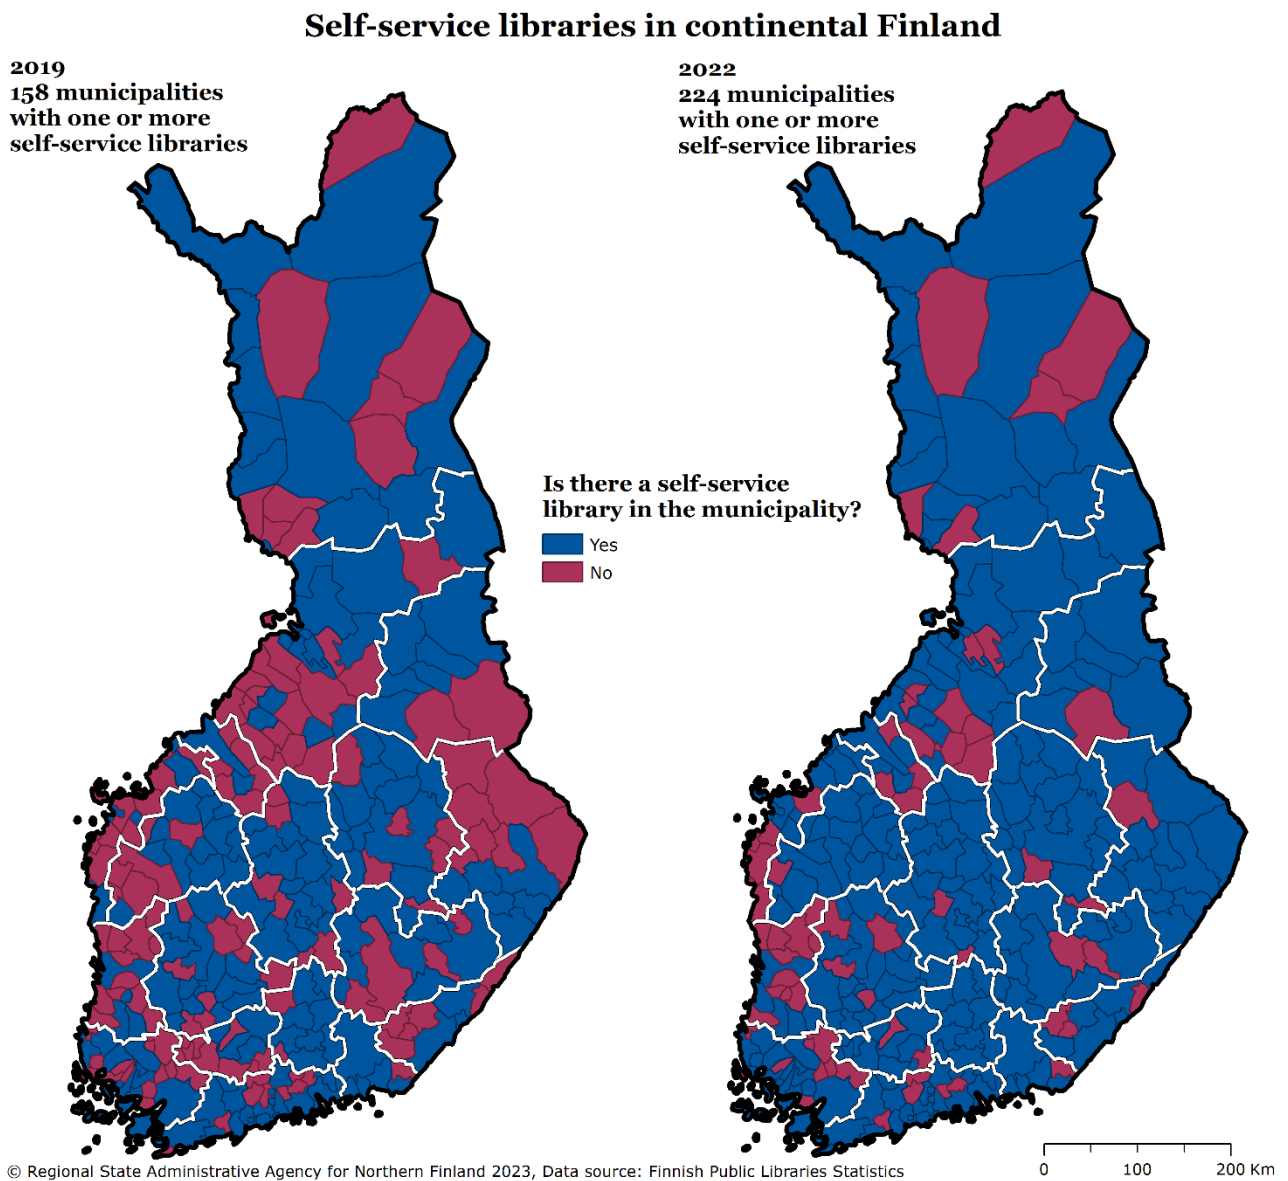 Self-service libraries in continental Finland
2019
158 municipalities
with one or more
self-service libraries
2022
224 municipalities
with one or more
self-service libraries
Is there a self-service
library in the municipality?
Yes
No
© Regional State Administrative Agency for Northern Finland 2023, Data source: Finnish Public Libraries Statistics
0 100 200 Km